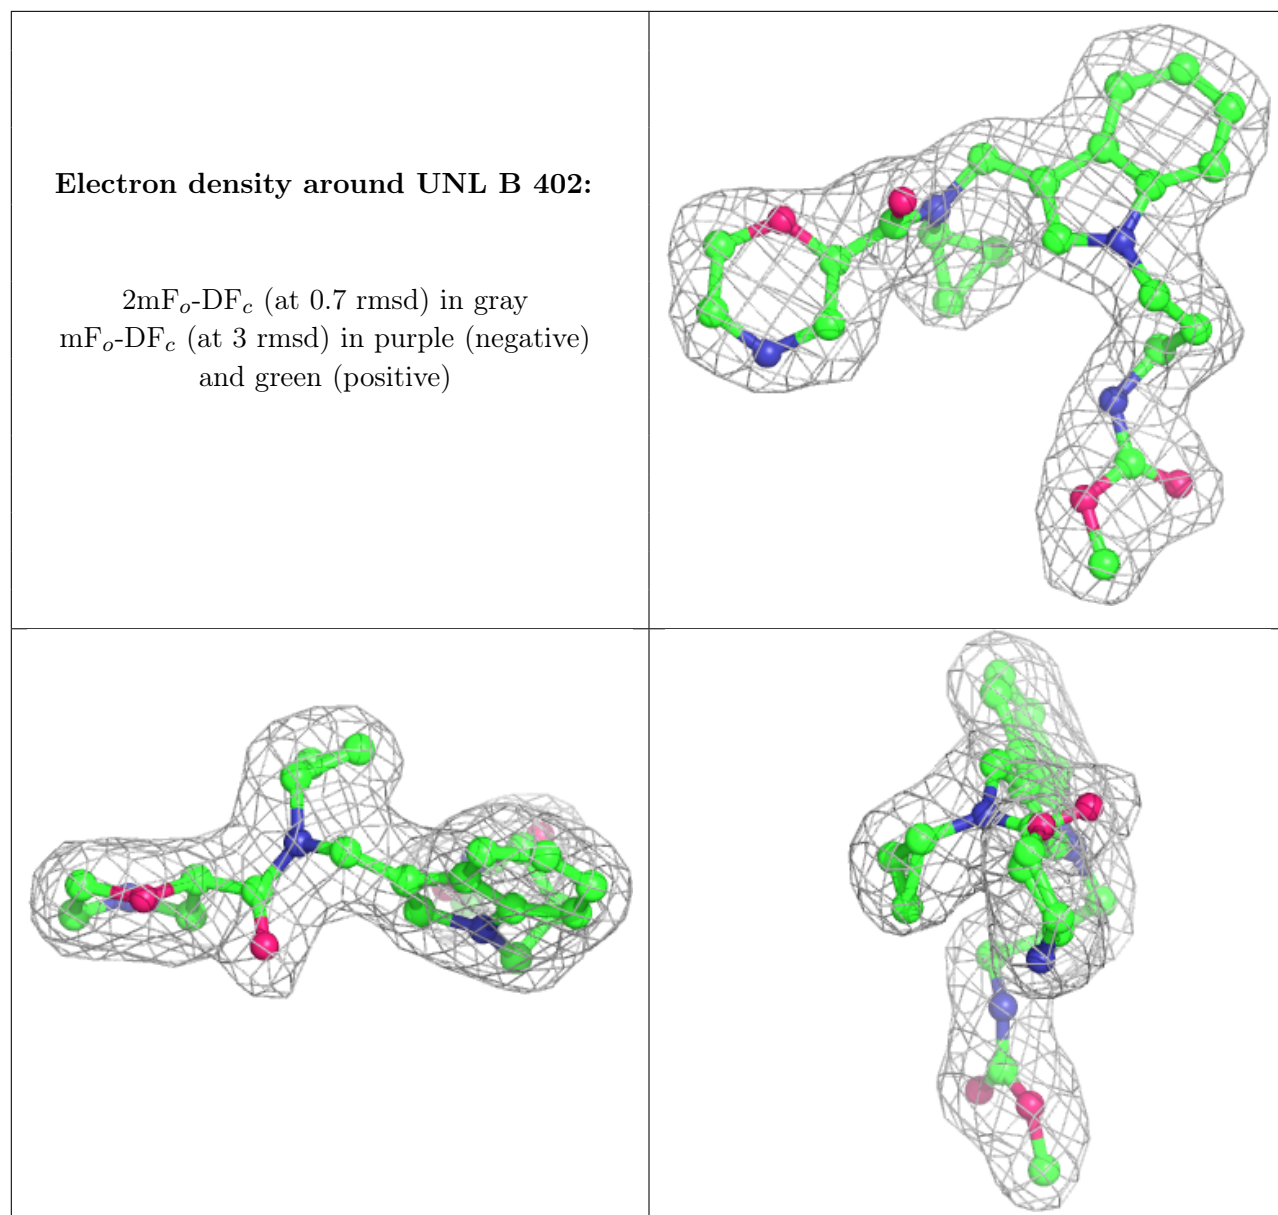 Electron density around UNL B 402:
2mFo-DFc (at 0.7 rmsd) in gray
mFo-DFc (at 3 rmsd) in purple (negative)
and green (positive)